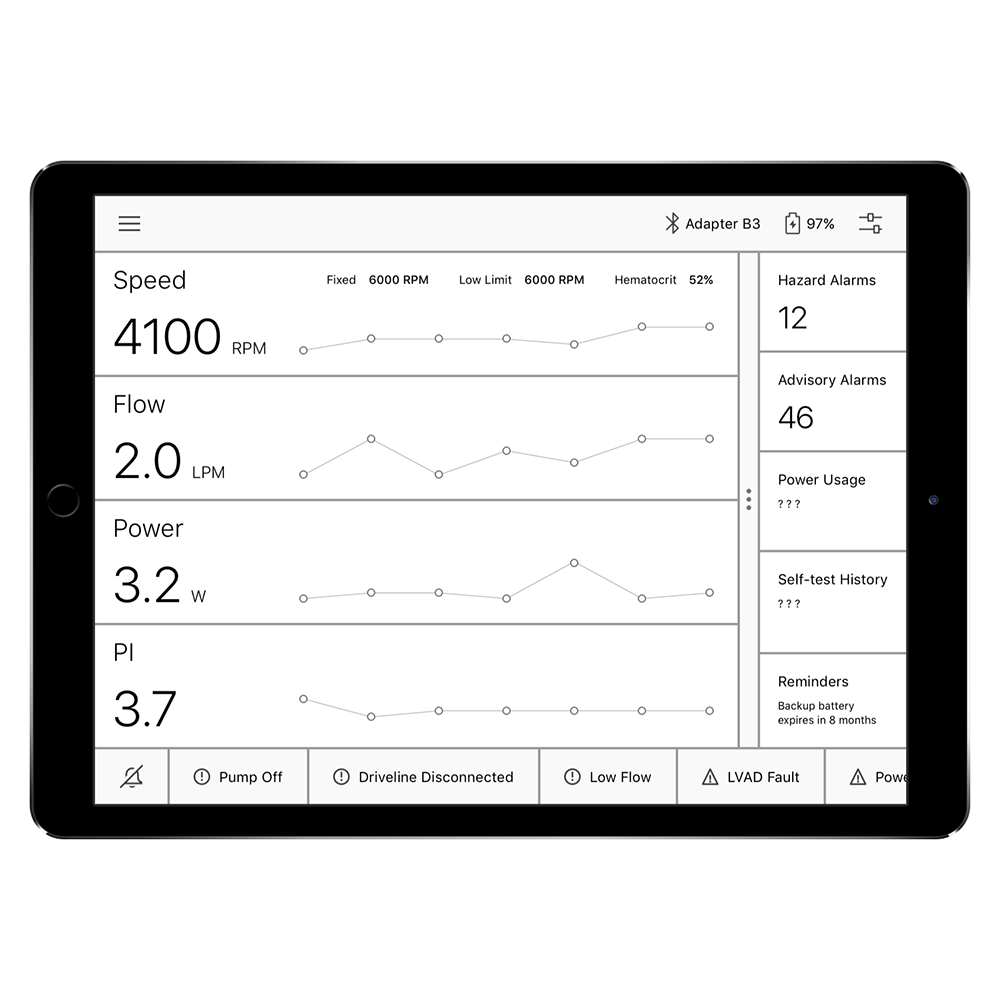 Adapter B3 97%
Speed Fixed 6000 RPM Low Limit 6000 RPM Hematocrit 52%
4100 RPM
Flow
2.0 LPM
Power
3.2 W
PI
3.7
Hazard Alarms
12
Advisory Alarms
46
Power Usage
???
Self-test History
???
Reminders
Backup battery
expires in 8 months
Pump Off Driveline Disconnected Low Flow LVAD Fault Powe